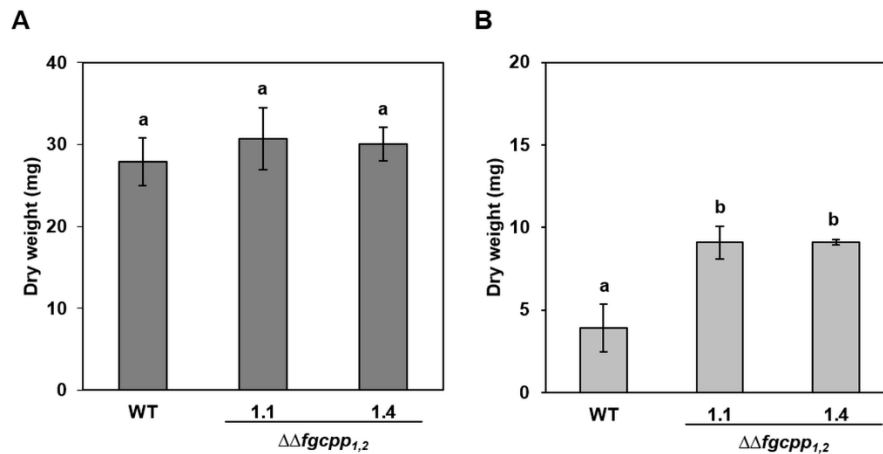 A
Dry weight (mg)
40
30
20
10
0
a
a
a
WT
1.1
1.4
ΔΔfgcpp1,2
B
Dry weight (mg)
20
15
10
5
0
a
b
b
WT
1.1
1.4
ΔΔfgcpp1,2